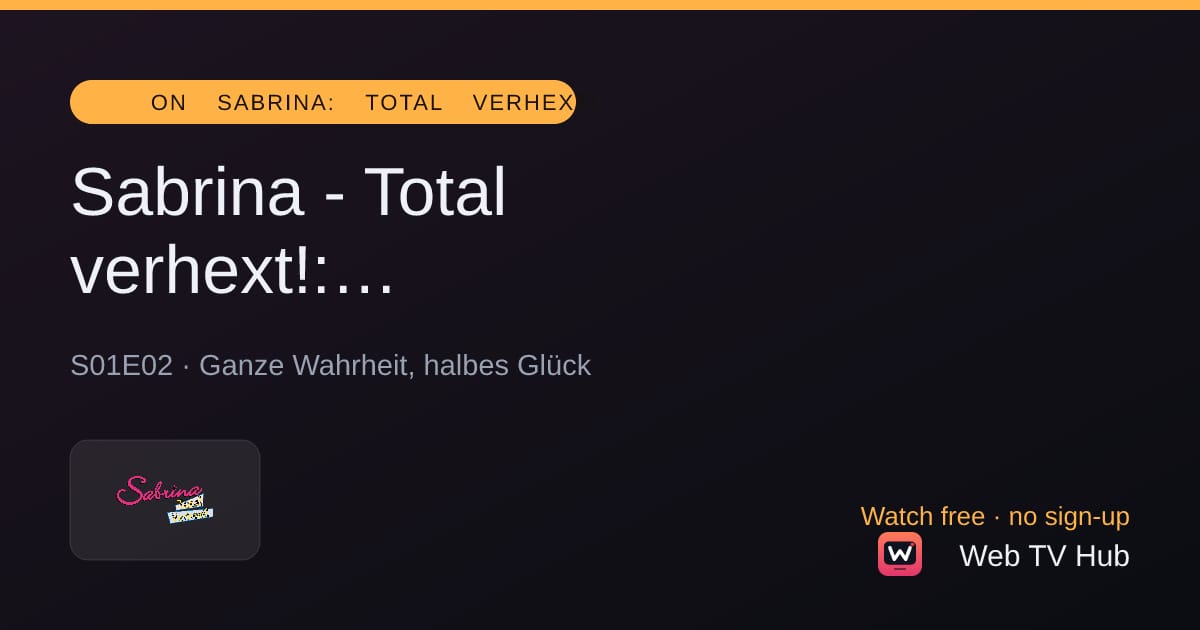 ON SABRINA: TOTAL VERHEX
Sabrina - Total
verhext!:...
S01E02 · Ganze Wahrheit, halbes Glück
Sabrina
Watch free · no sign-up
W
Web TV Hub